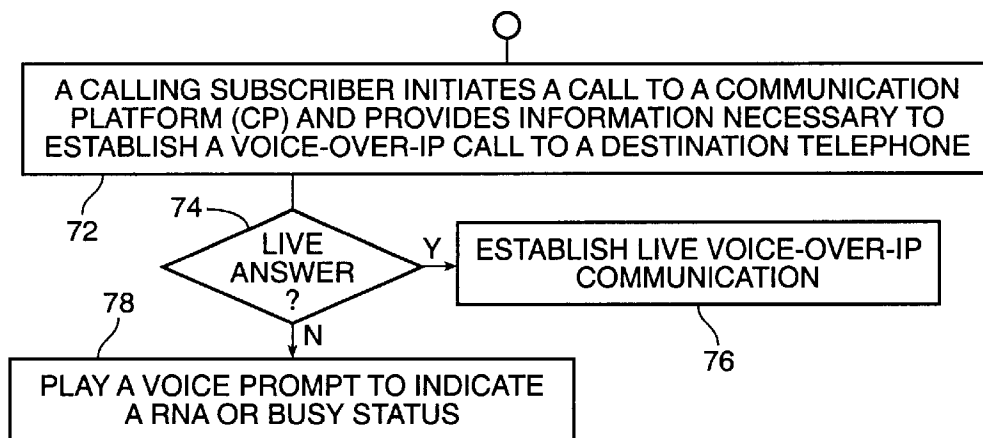 A CALLING SUBSCRIBER INITIATES A CALL TO A COMMUNICATION
PLATFORM (CP) AND PROVIDES INFORMATION NECESSARY TO
ESTABLISH A VOICE-OVER-IP CALL TO A DESTINATION TELEPHONE
72
74
LIVE
ANSWER
?
Y
N
ESTABLISH LIVE VOICE-OVER-IP
COMMUNICATION
76
78
PLAY A VOICE PROMPT TO INDICATE
A RNA OR BUSY STATUS